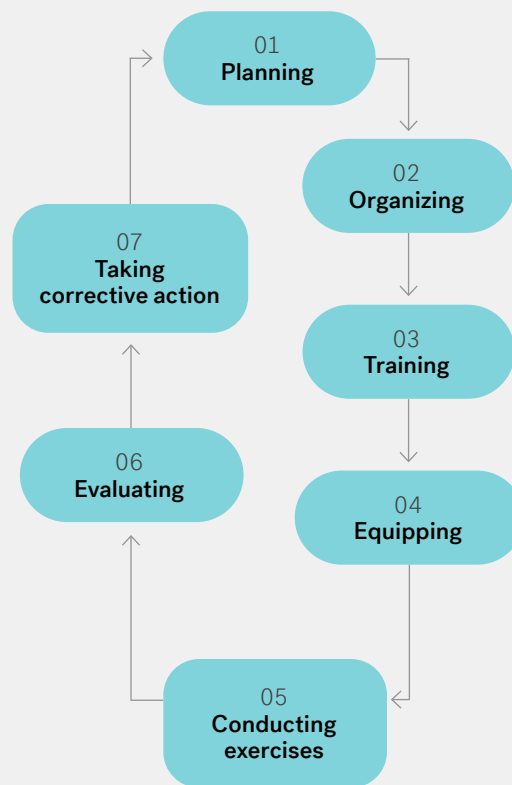 01
Planning
02
Organizing
03
Training
04
Equipping
05
Conducting
exercises
06
Evaluating
07
Taking
corrective action